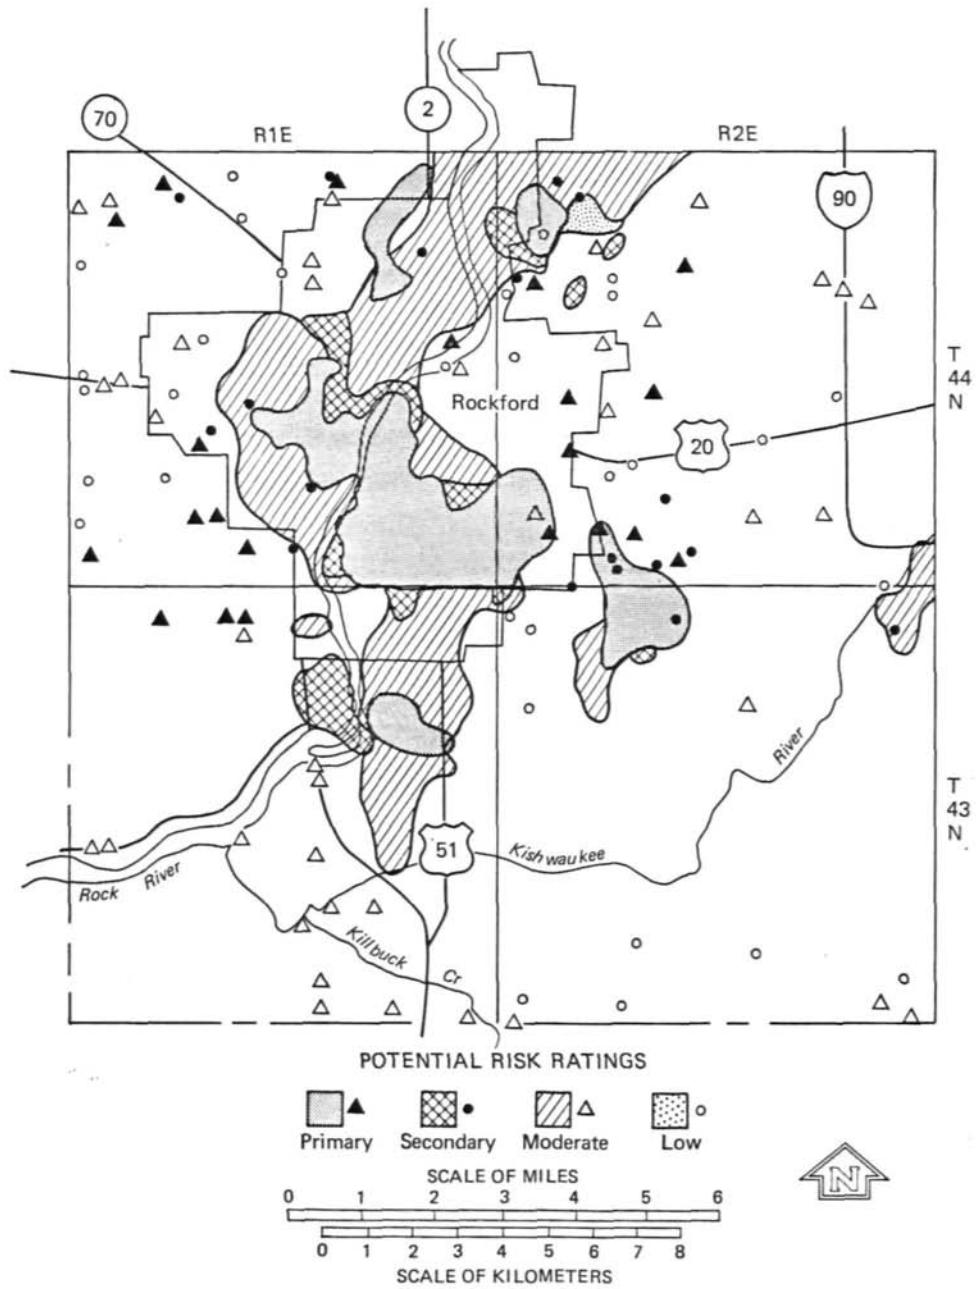 70
2
R1E
R2E
90
T
44
N
Rockford
20
River
T
43
N
51
Kishwaukee
Rock River
Killbuck Cr
POTENTIAL RISK RATINGS
Primary Secondary Moderate Low
N
SCALE OF MILES
0 1 2 3 4 5 6
0 1 2 3 4 5 6 7 8
SCALE OF KILOMETERS